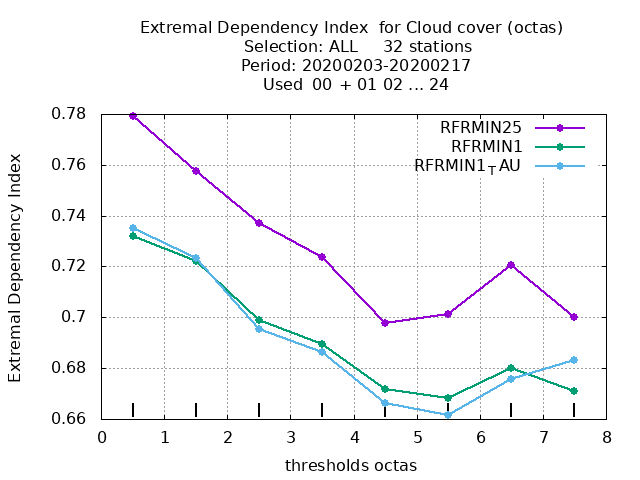 Extremal Dependency Index  for Cloud cover (octas)
Selection: ALL     32 stations
Period: 20200203-20200217
Used  00  + 01 02 ... 24
RFRMIN25
RFRMIN1
RFRMIN1TAU
Extremal Dependency Index
0.78
0.76
0.74
0.72
0.7
0.68
0.66
0 1 2 3 4 5 6 7 8
thresholds octas